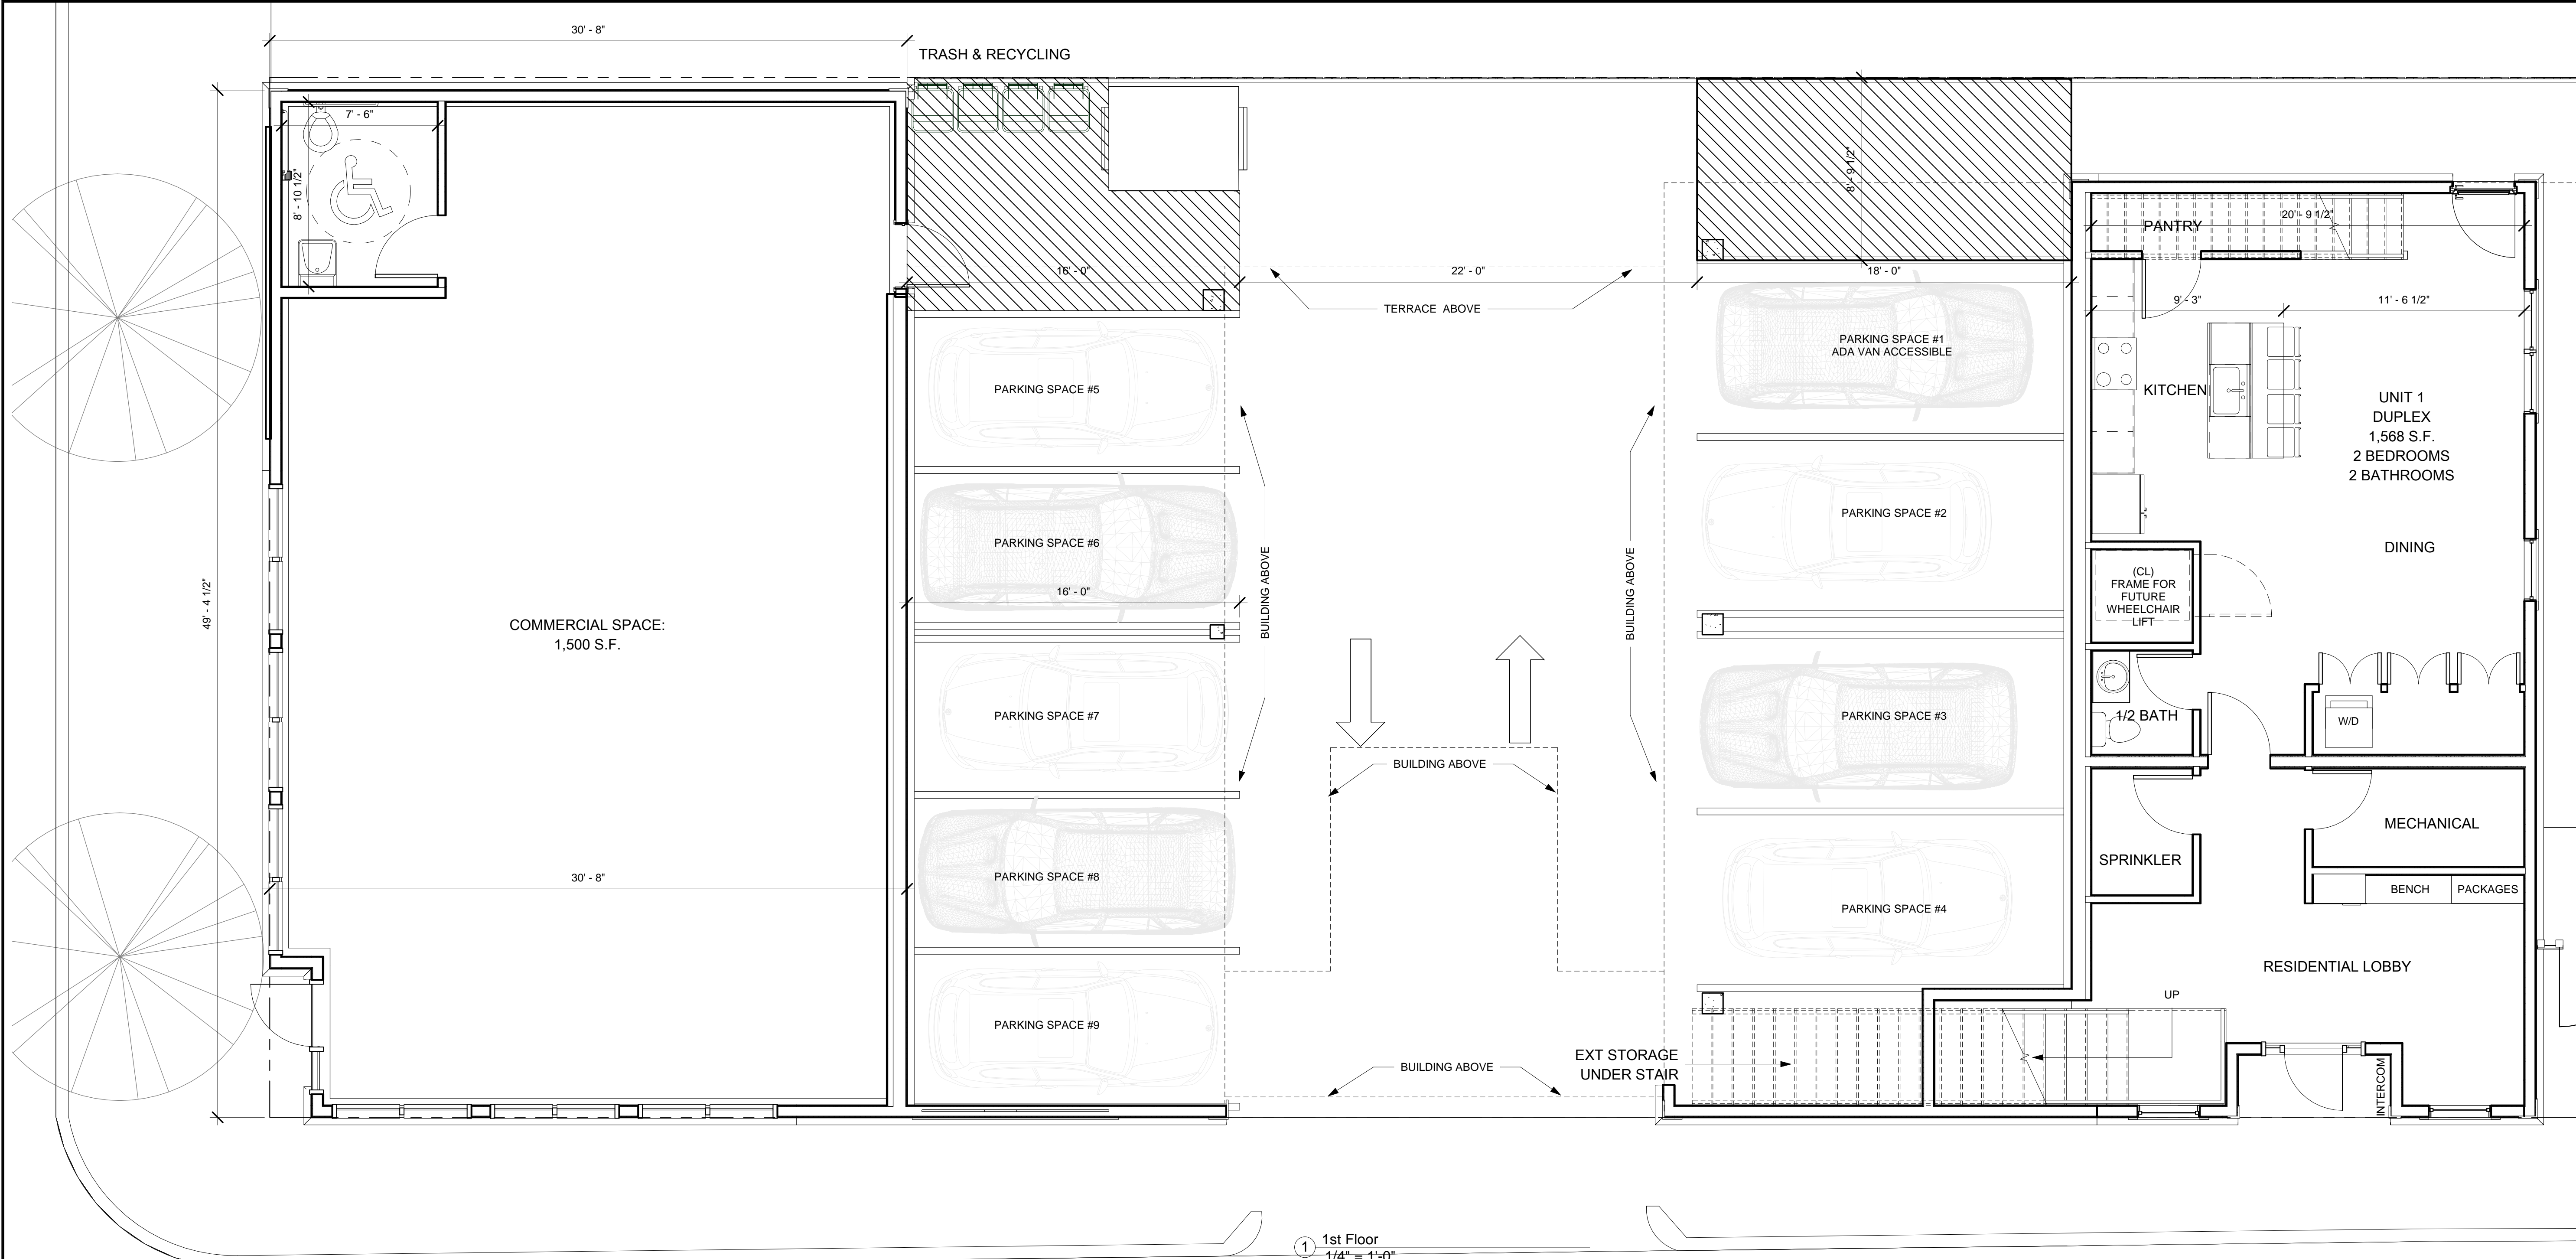 30' - 8"
TRASH & RECYCLING
7' - 6"
8' - 10 1/2"
8' - 9 1/2"
20' - 9 1/2"
PANTRY
16' - 0"
22' - 0"
18' - 0"
9' - 3"
11' - 6 1/2"
TERRACE ABOVE
PARKING SPACE #1
ADA VAN ACCESSIBLE
PARKING SPACE #5
KITCHEN
UNIT 1
DUPLEX
1,568 S.F.
2 BEDROOMS
2 BATHROOMS
PARKING SPACE #2
PARKING SPACE #6
DINING
BUILDING ABOVE
BUILDING ABOVE
49' - 4 1/2"
16' - 0"
(CL)
FRAME FOR
FUTURE
WHEELCHAIR
LIFT
COMMERCIAL SPACE:
1,500 S.F.
PARKING SPACE #7
PARKING SPACE #3
1/2 BATH
W/D
BUILDING ABOVE
MECHANICAL
SPRINKLER
30' - 8"
PARKING SPACE #8
BENCH
PACKAGES
PARKING SPACE #4
RESIDENTIAL LOBBY
UP
PARKING SPACE #9
EXT STORAGE
UNDER STAIR
BUILDING ABOVE
INTERCOM
1
1st Floor
1/4" = 1'-0"